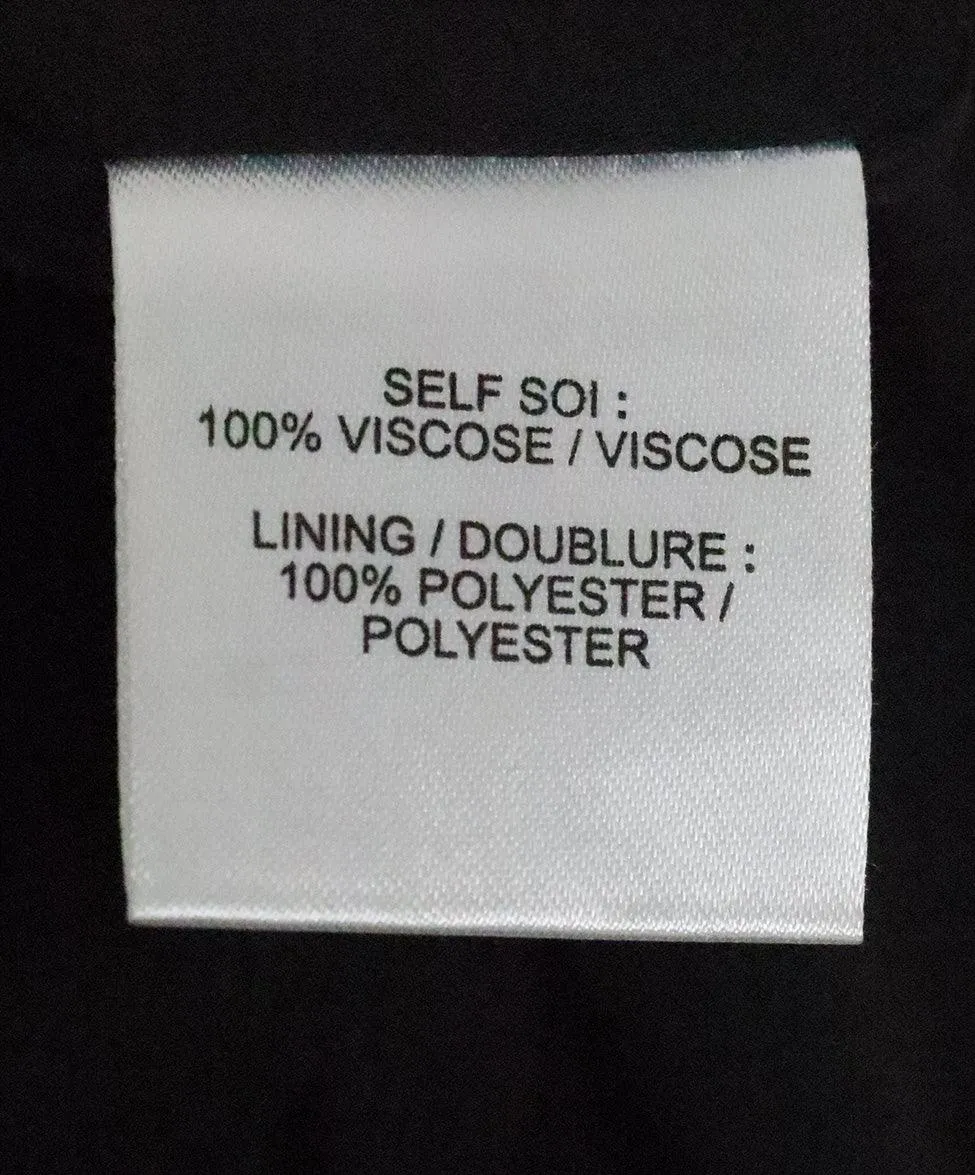 SELF SOI :
100% VISCOSE / VISCOSE
LINING / DOUBLURE :
100% POLYESTER /
POLYESTER